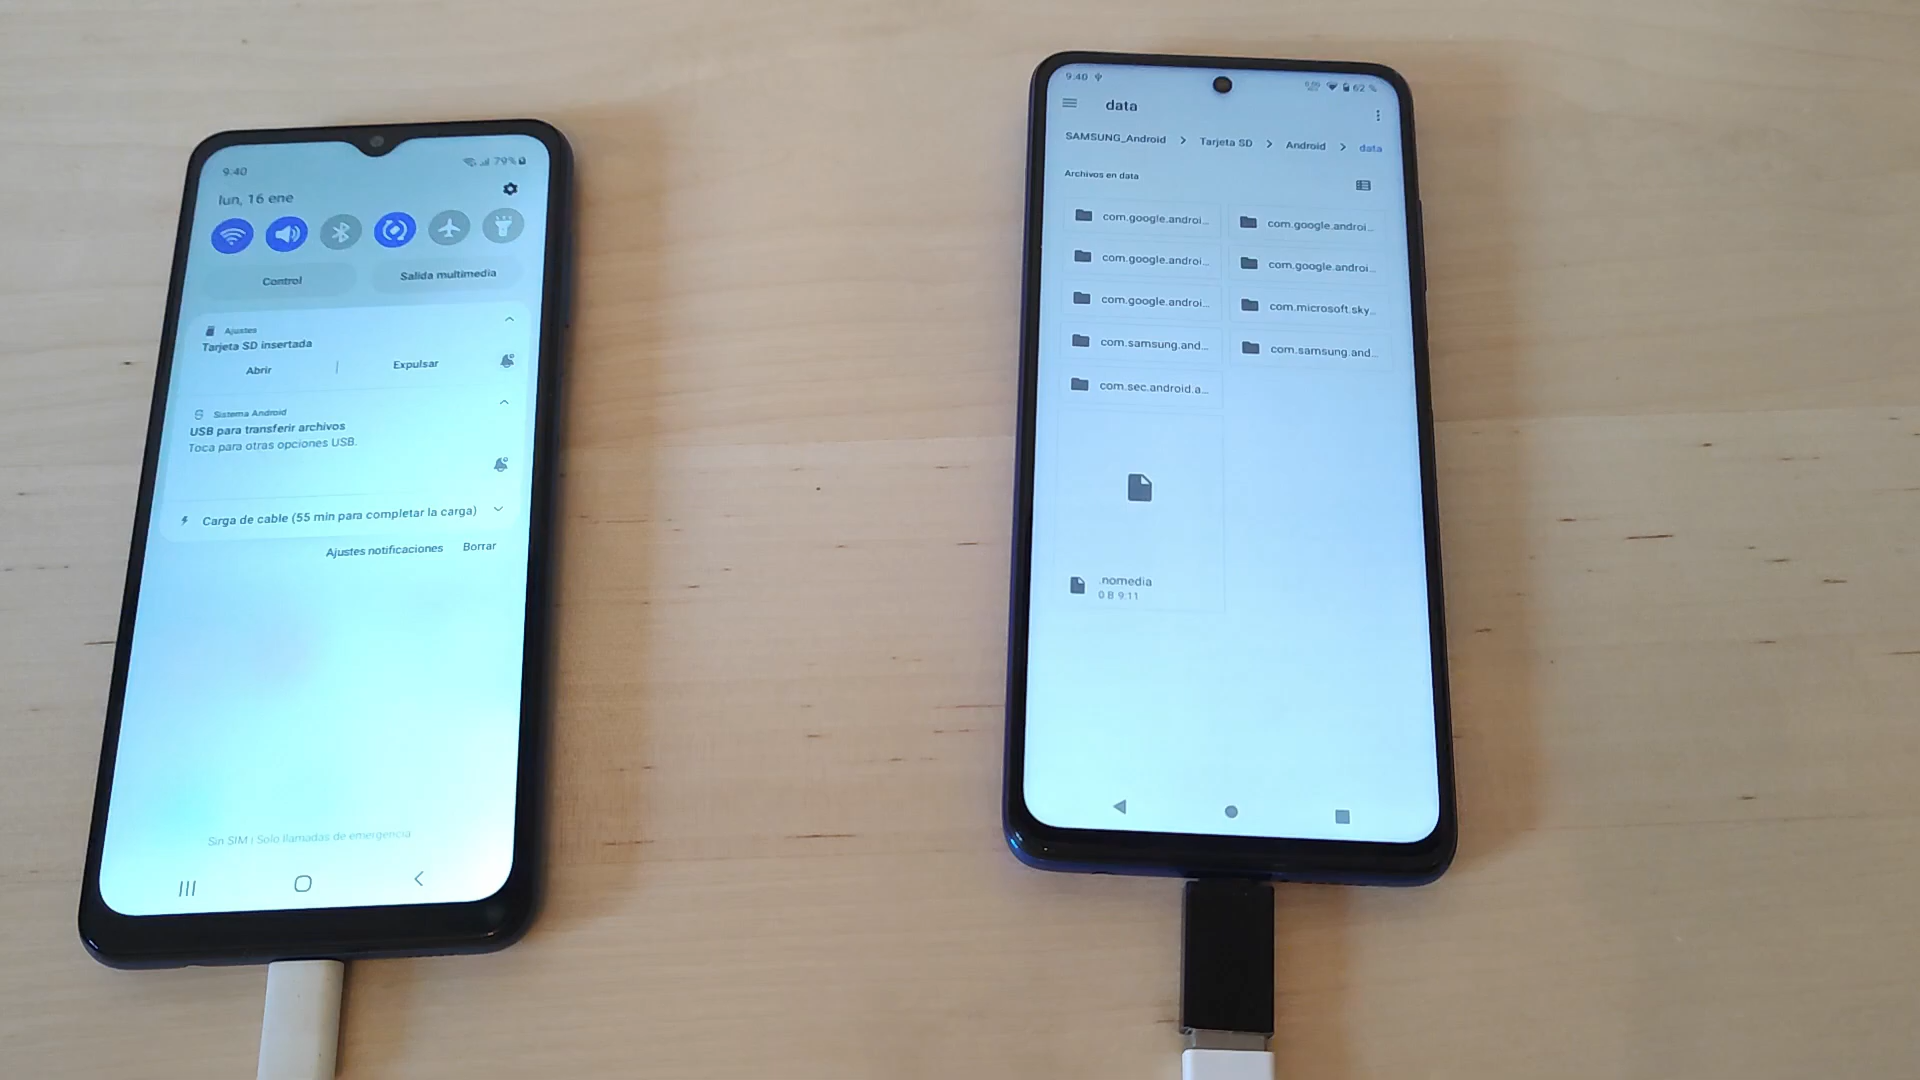 9:40
79%
lun, 16 ene
Control
Salida multimedia
Ajustes
Tarjeta SD insertada
Abrir | Expulsar
Sistema Android
USB para transferir archivos
Toca para otras opciones USB.
Carga de cable (55 min para completar la carga)
Ajustes notificaciones Borrar
Sin SIM | Solo llamadas de emergencia
9:40
62 %
data
SAMSUNG_Android > Tarjeta SD > Android > data
Archivos en data
com.google.androi...
com.google.androi...
com.google.androi...
com.google.androi...
com.google.androi...
com.microsoft.sky...
com.samsung.and...
com.samsung.and...
com.sec.android.a...
.nomedia
0 B 9:11